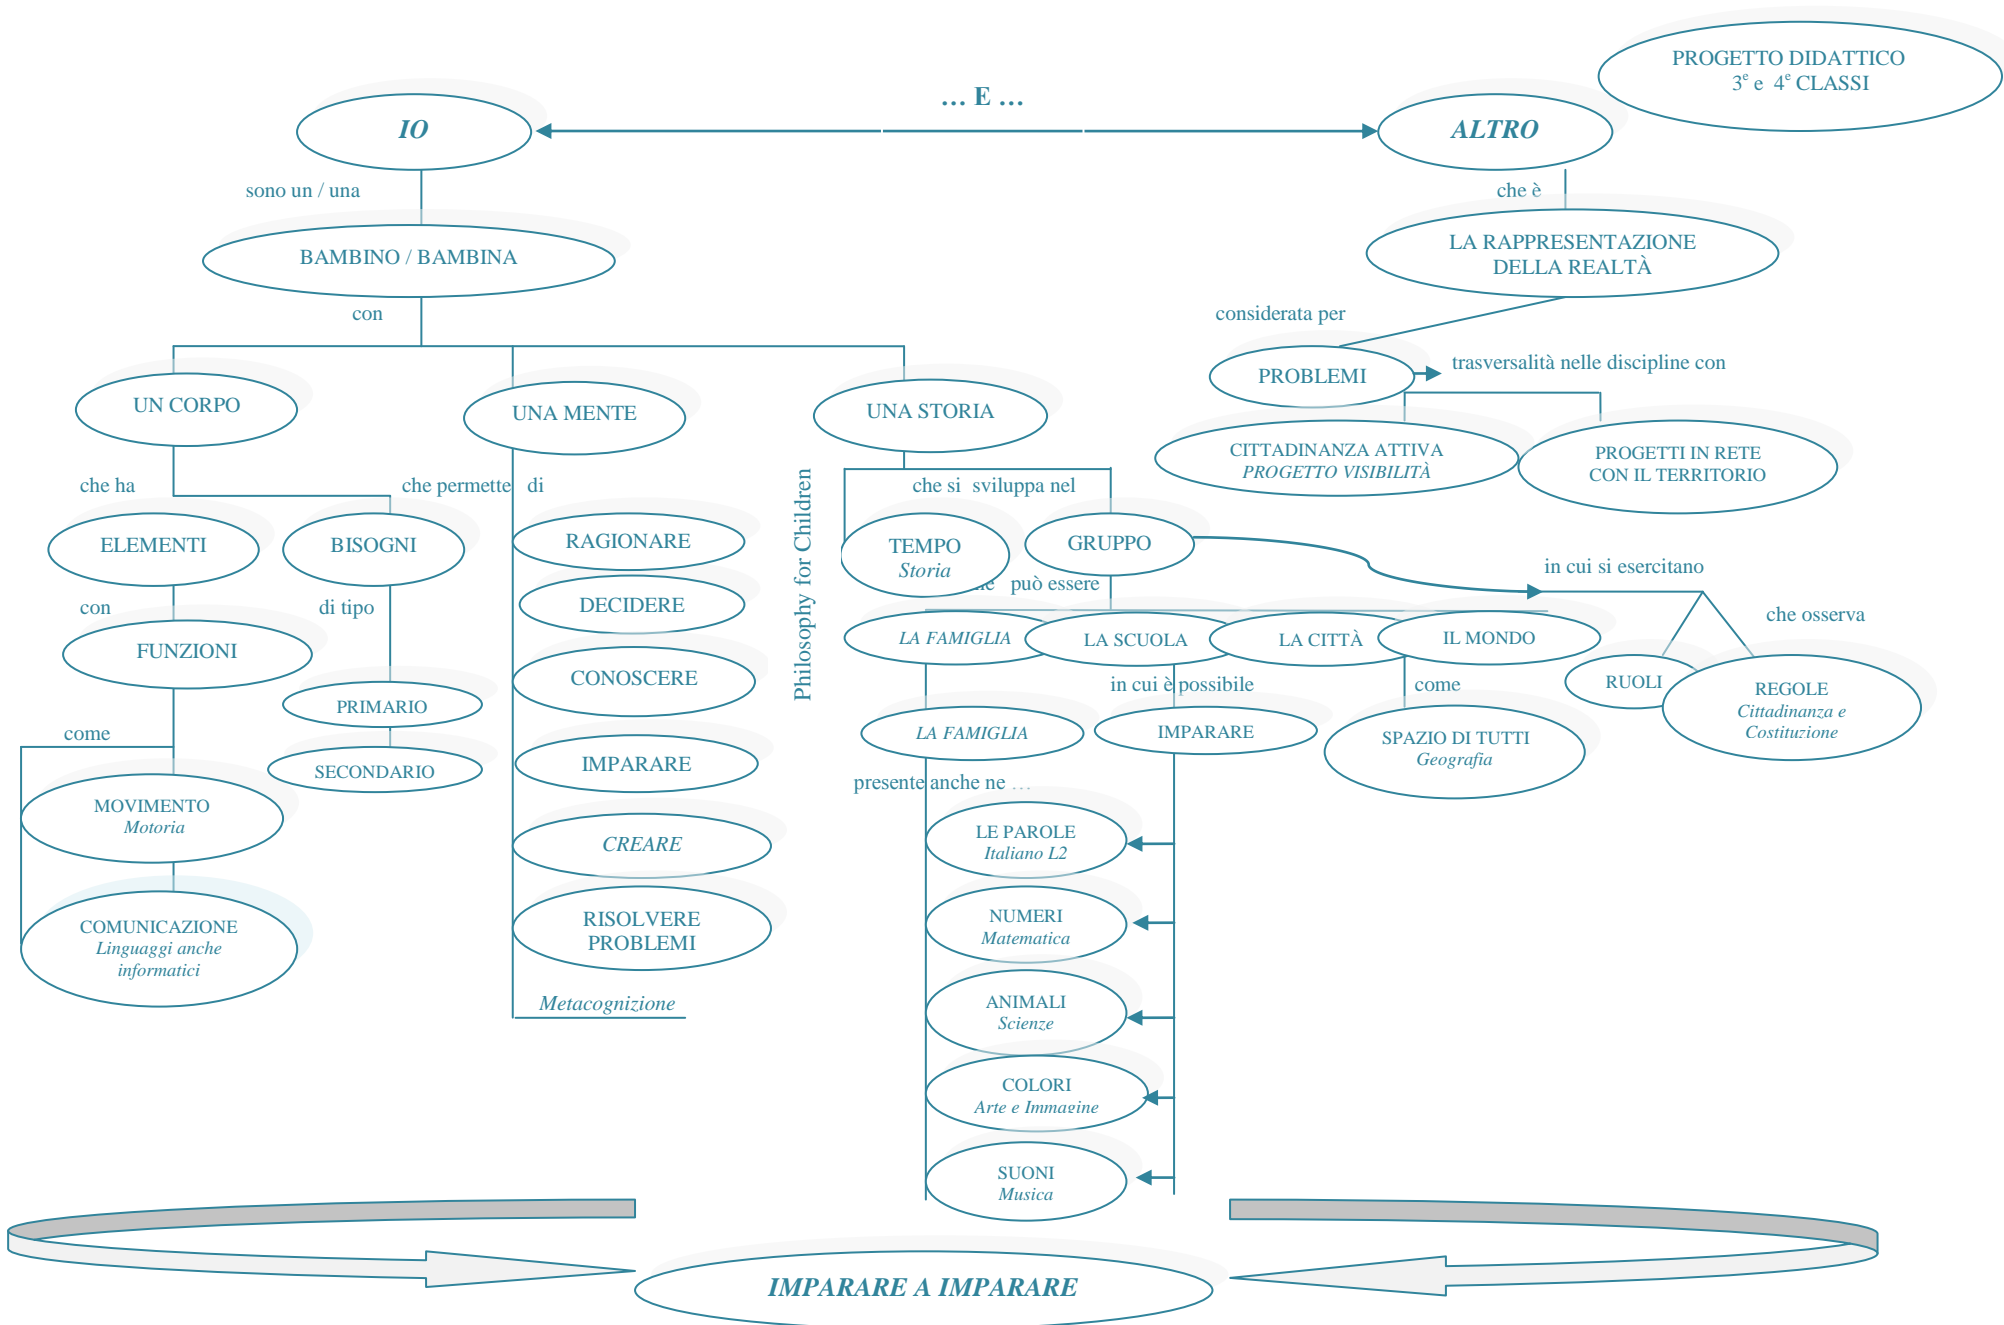 PROGETTO DIDATTICO
3e e 4e CLASSI
… E …
IO
ALTRO
sono un / una
che è
BAMBINO / BAMBINA
LA RAPPRESENTAZIONE
DELLA REALTÀ
con
considerata per
PROBLEMI
trasversalità nelle discipline con
UN CORPO
UNA MENTE
UNA STORIA
CITTADINANZA ATTIVA
PROGETTO VISIBILITÀ
PROGETTI IN RETE
CON IL TERRITORIO
che ha
che permette di
Philosophy for Children
che si sviluppa nel
ELEMENTI
BISOGNI
RAGIONARE
TEMPO
Storia
GRUPPO
in cui si esercitano
può essere
con
di tipo
DECIDERE
che osserva
FUNZIONI
LA FAMIGLIA
LA SCUOLA
LA CITTÀ
IL MONDO
CONOSCERE
in cui è possibile
come
RUOLI
REGOLE
Cittadinanza e
Costituzione
PRIMARIO
come
LA FAMIGLIA
IMPARARE
SPAZIO DI TUTTI
Geografia
SECONDARIO
IMPARARE
presente anche ne …
MOVIMENTO
Motoria
CREARE
LE PAROLE
Italiano L2
COMUNICAZIONE
Linguaggi anche
informatici
RISOLVERE
PROBLEMI
NUMERI
Matematica
Metacognizione
ANIMALI
Scienze
COLORI
Arte e Immagine
SUONI
Musica
IMPARARE A IMPARARE